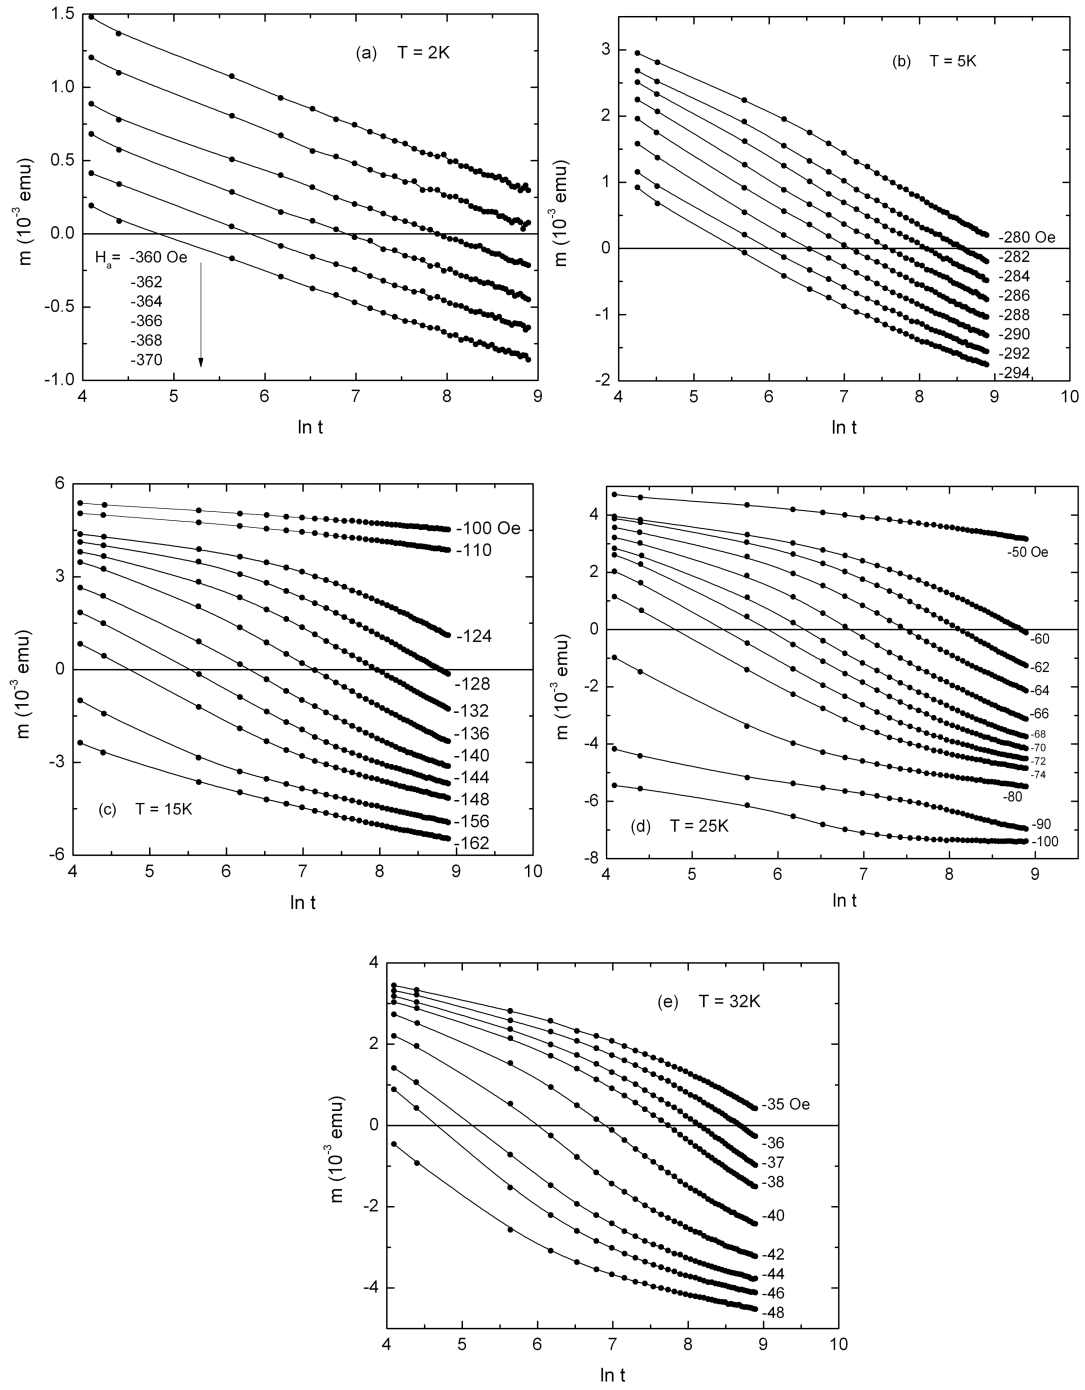 1.5
1.0
0.5
0.0
-0.5
-1.0
m (10-3 emu)
(a) T = 2K
Ha= -360 Oe
-362
-364
-366
-368
-370
4 5 6 7 8 9
ln t
3
2
1
0
-1
-2
m (10-3 emu)
(b) T = 5K
-280 Oe
-282
-284
-286
-288
-290
-292
-294
4 5 6 7 8 9 10
ln t
6
3
0
-3
-6
m (10-3 emu)
(c) T = 15K
-100 Oe
-110
-124
-128
-132
-136
-140
-144
-148
-156
-162
4 5 6 7 8 9 10
ln t
4
2
0
-2
-4
-6
-8
m (10-3 emu)
(d) T = 25K
-50 Oe
-60
-62
-64
-66
-68
-70
-72
-74
-80
-90
-100
4 5 6 7 8 9
ln t
4
2
0
-2
-4
m (10-3 emu)
(e) T = 32K
-35 Oe
-36
-37
-38
-40
-42
-44
-46
-48
4 5 6 7 8 9 10
ln t